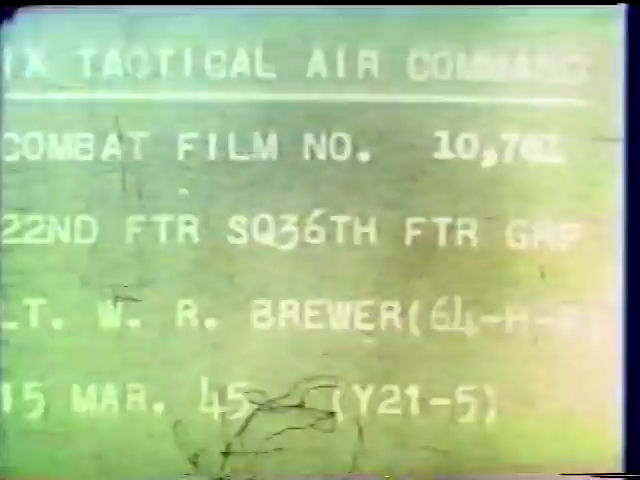 IX TACTICAL AIR COMMAND
COMBAT FILM NO.
22ND FTR SQ36TH FTR GRP
LT. W. R. BREWER
15 MAR. 45 (Y21-5)